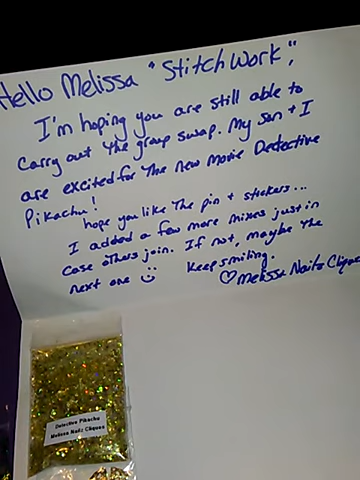 Hello Melissa "Stitchwork",
I'm hoping you are still able to
carry out the group swap. My son + I
are excited for the new movie Detective
Pikachu!
hope you like the pin + stickers...
I added a few more mixes just in
case others join. If not, maybe the
next one
Keep smiling.
Melissa Nailz Cliques
Detective Pikachu
Melissa Nailz Cliques